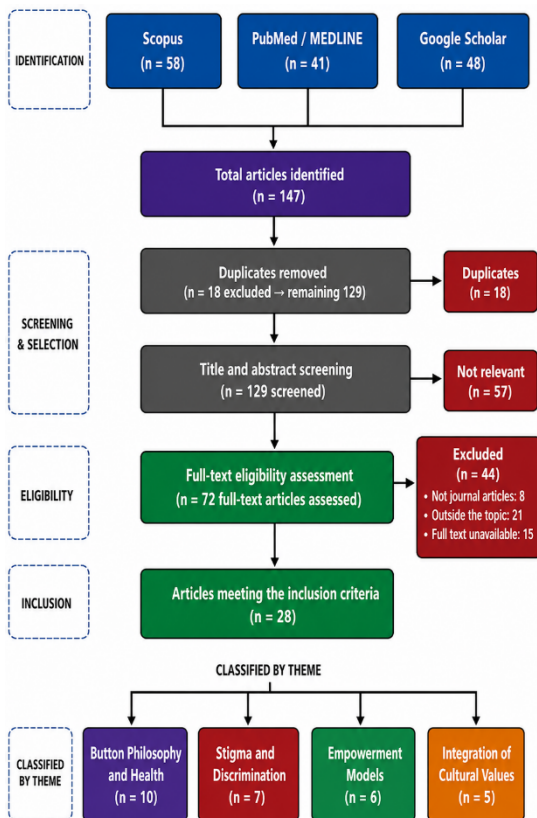 IDENTIFICATION
Scopus
(n = 58)
PubMed / MEDLINE
(n = 41)
Google Scholar
(n = 48)
Total articles identified
(n = 147)
SCREENING
& SELECTION
Duplicates removed
(n = 18 excluded → remaining 129)
Duplicates
(n = 18)
Title and abstract screening
(n = 129 screened)
Not relevant
(n = 57)
ELIGIBILITY
Full-text eligibility assessment
(n = 72 full-text articles assessed)
Excluded
(n = 44)
• Not journal articles: 8
• Outside the topic: 21
• Full text unavailable: 15
INCLUSION
Articles meeting the inclusion criteria
(n = 28)
CLASSIFIED BY THEME
CLASSIFIED
BY THEME
Button Philosophy
and Health
(n = 10)
Stigma and
Discrimination
(n = 7)
Empowerment
Models
(n = 6)
Integration of
Cultural Values
(n = 5)